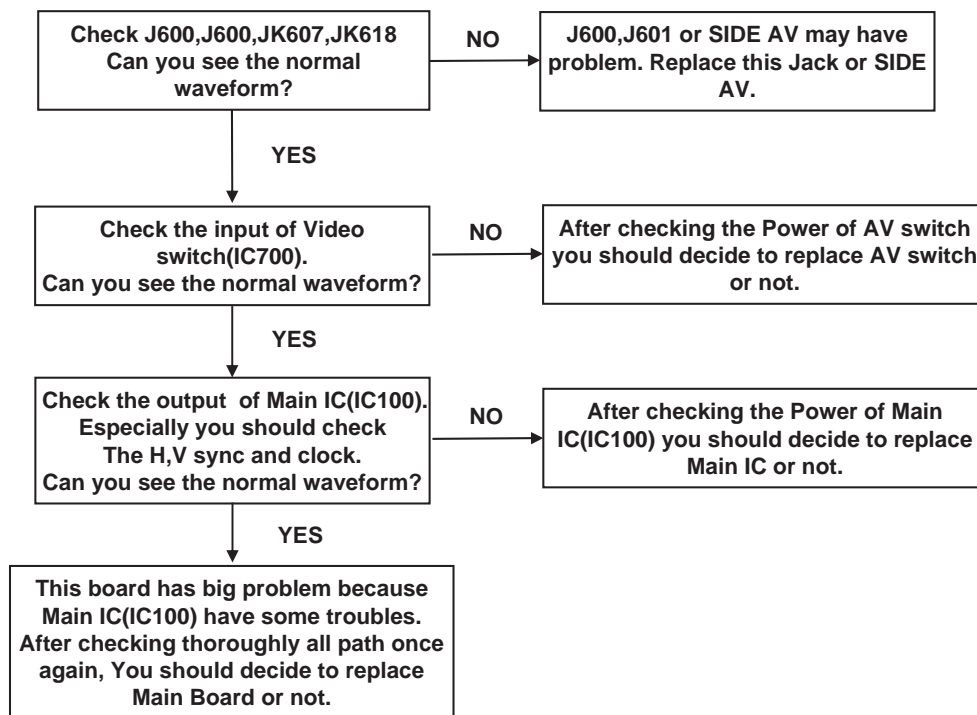 Check J600,J600,JK607,JK618
Can you see the normal
waveform?
NO
J600,J601 or SIDE AV may have
problem. Replace this Jack or SIDE
AV.
YES
Check the input of Video
switch(IC700).
Can you see the normal waveform?
NO
After checking the Power of AV switch
you should decide to replace AV switch
or not.
YES
Check the output  of Main IC(IC100).
Especially you should check
The H,V sync and clock.
Can you see the normal waveform?
NO
After checking the Power of Main
IC(IC100) you should decide to replace
Main IC or not.
YES
This board has big problem because
Main IC(IC100) have some troubles.
After checking thoroughly all path once
again, You should decide to replace
Main Board or not.